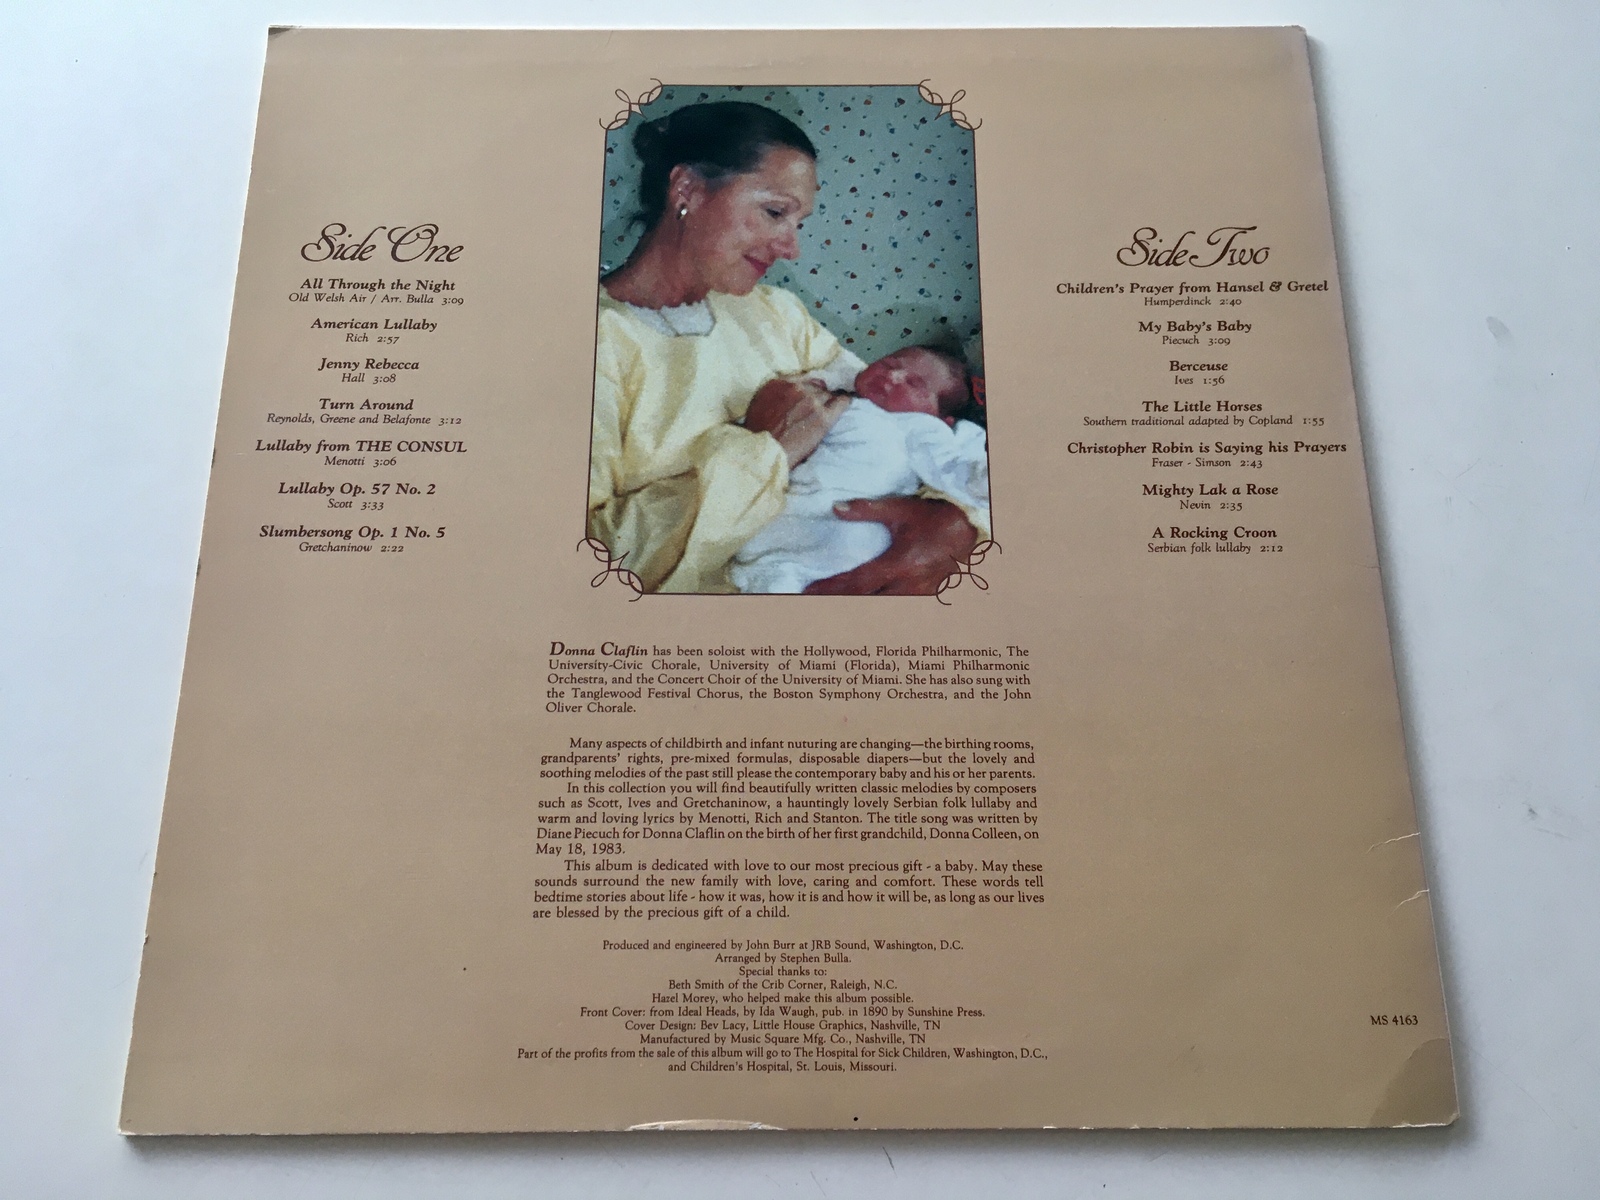 Side One
All Through the Night
Old Welsh Air / Arr. Bulla 3:09
American Lullaby
Rich 2:57
Jenny Rebecca
Hall 3:08
Turn Around
Reynolds, Greene and Belafonte 3:12
Lullaby from THE CONSUL
Menotti 3:06
Lullaby Op. 57 No. 2
Scott 3:33
Slumbersong Op. 1 No. 5
Gretchaninow 2:22
Side Two
Children's Prayer from Hansel & Gretel
Humperdinck 2:40
My Baby's Baby
Piecuch 3:09
Berceuse
Ives 1:56
The Little Horses
Southern traditional adapted by Copland 1:55
Christopher Robin is Saying his Prayers
Fraser - Simson 2:43
Mighty Lak a Rose
Nevin 2:35
A Rocking Croon
Serbian folk lullaby 2:12
Donna Claflin has been soloist with the Hollywood, Florida Philharmonic, The
University-Civic Chorale, University of Miami (Florida), Miami Philharmonic
Orchestra, and the Concert Choir of the University of Miami. She has also sung with
the Tanglewood Festival Chorus, the Boston Symphony Orchestra, and the John
Oliver Chorale.
Many aspects of childbirth and infant nuturing are changing—the birthing rooms,
grandparents' rights, pre-mixed formulas, disposable diapers—but the lovely and
soothing melodies of the past still please the contemporary baby and his or her parents.
In this collection you will find beautifully written classic melodies by composers
such as Scott, Ives and Gretchaninow, a hauntingly lovely Serbian folk lullaby and
warm and loving lyrics by Menotti, Rich and Stanton. The title song was written by
Diane Piecuch for Donna Claflin on the birth of her first grandchild, Donna Colleen, on
May 18, 1983.
This album is dedicated with love to our most precious gift - a baby. May these
sounds surround the new family with love, caring and comfort. These words tell
bedtime stories about life - how it was, how it is and how it will be, as long as our lives
are blessed by the precious gift of a child.
Produced and engineered by John Burr at JRB Sound, Washington, D.C.
Arranged by Stephen Bulla.
Special thanks to:
Beth Smith of the Crib Corner, Raleigh, N.C.
Hazel Morey, who helped make this album possible.
Front Cover: from Ideal Heads, by Ida Waugh, pub. in 1890 by Sunshine Press.
Cover Design: Bev Lacy, Little House Graphics, Nashville, TN
Manufactured by Music Square Mfg. Co., Nashville, TN
Part of the profits from the sale of this album will go to The Hospital for Sick Children, Washington, D.C.,
and Children's Hospital, St. Louis, Missouri.
MS 4163